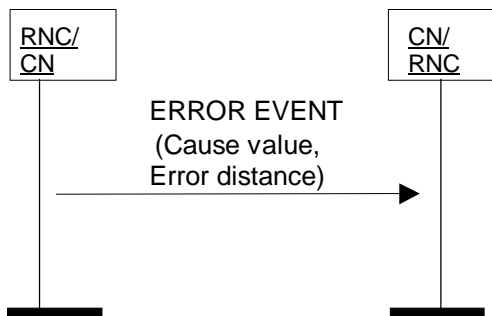 RNC/
CN
CN/
RNC
ERROR EVENT
(Cause value,
Error distance)